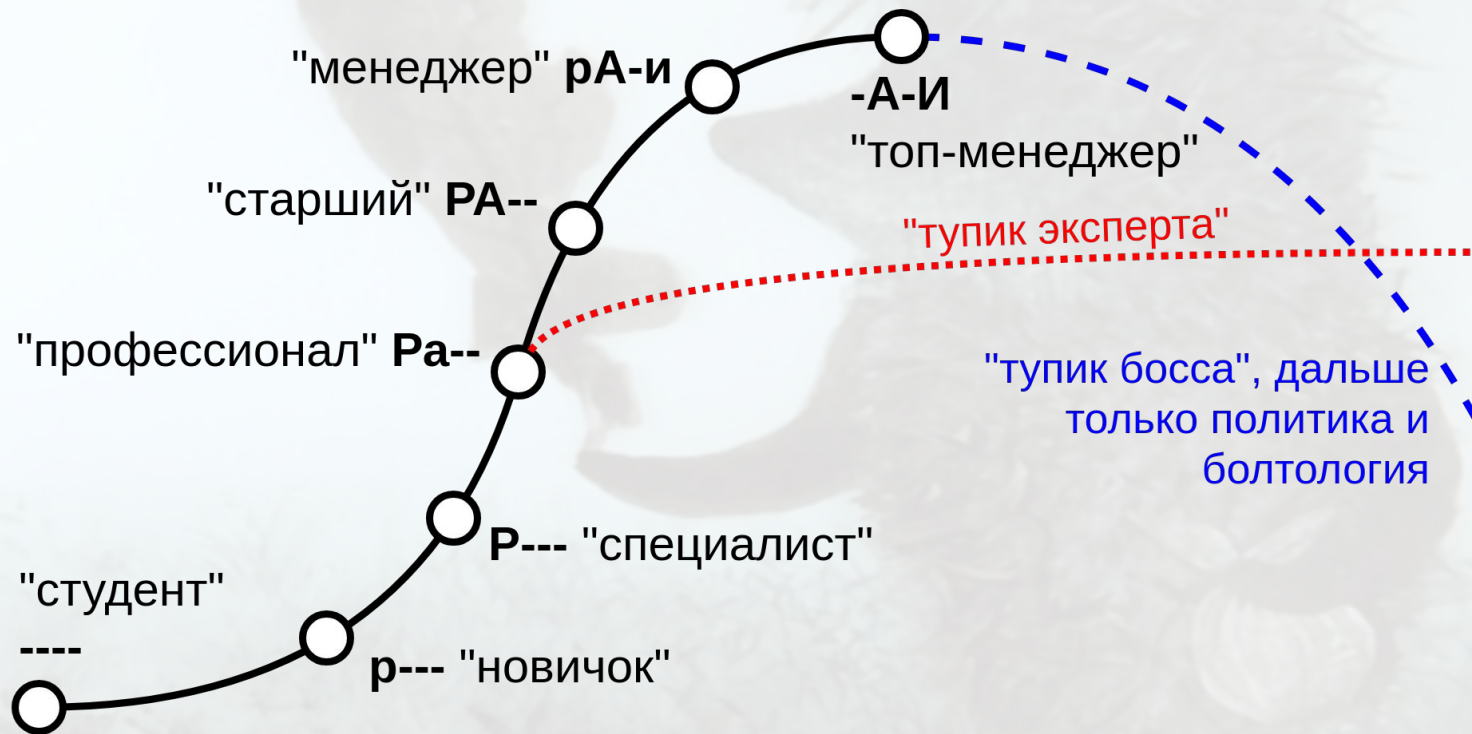 "менеджер" рА-и
-А-И
"топ-менеджер"
"старший" РА--
"тупик эксперта"
"профессионал" Ра--
"тупик босса", дальше
только политика и
болтология
Р--- "специалист"
"студент"
----
р--- "новичок"